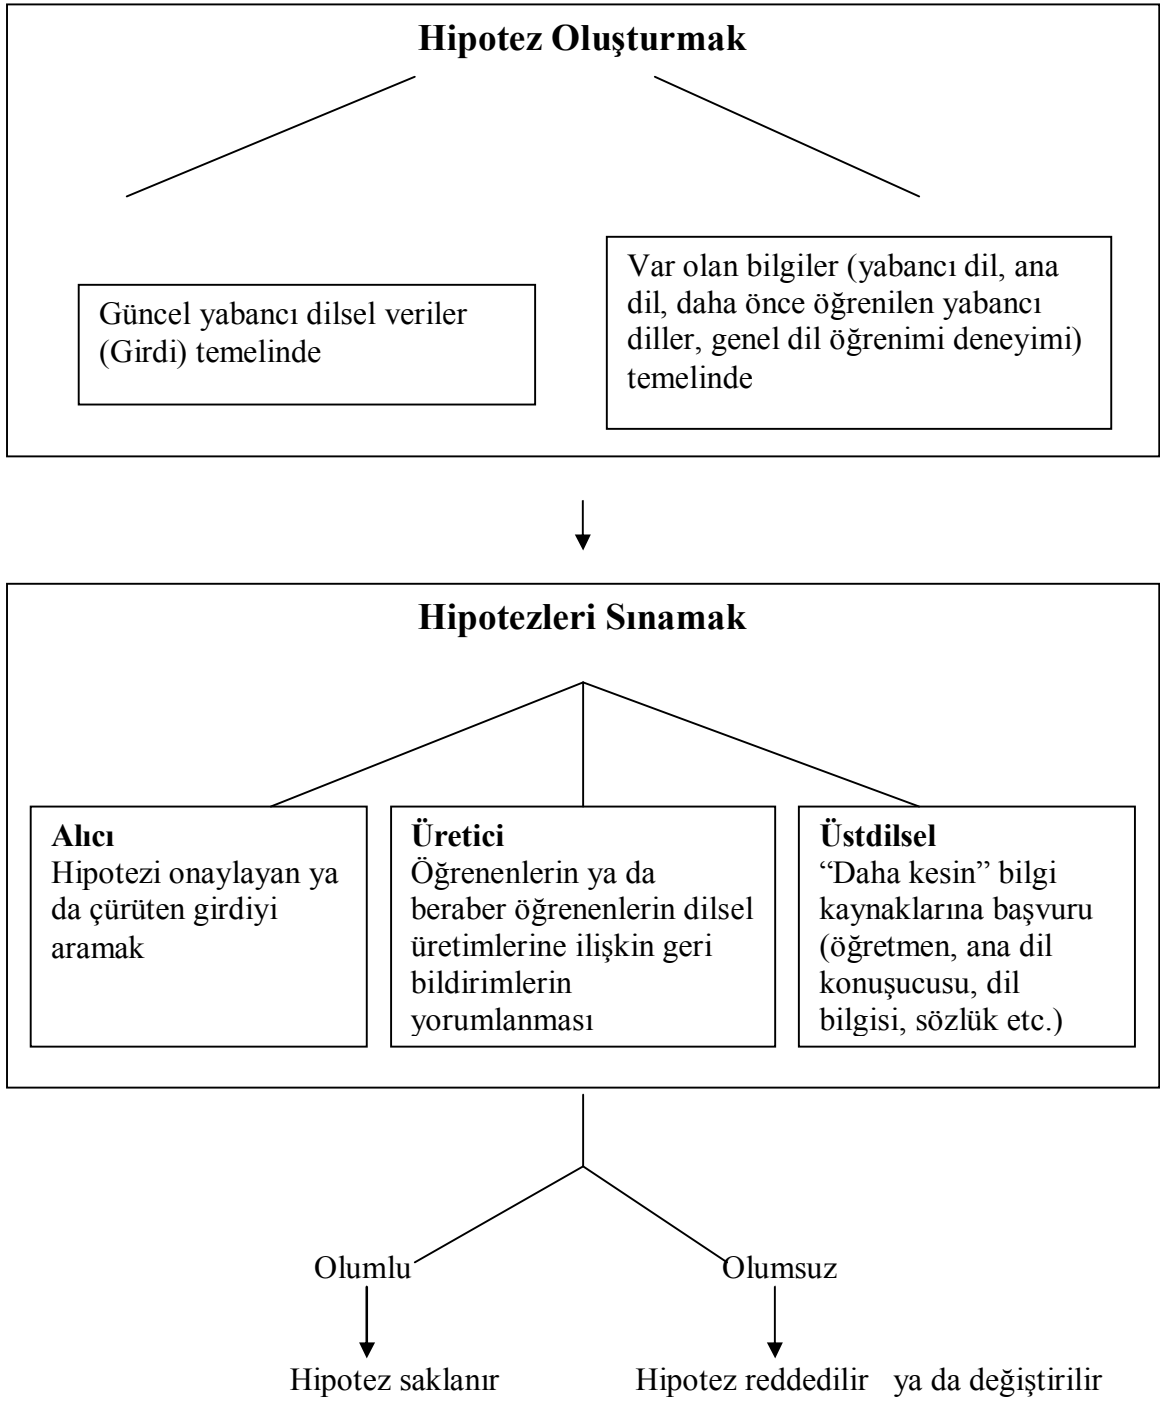 Hipotez Oluşturmak
Güncel yabancı dilsel veriler
(Girdi) temelinde
Var olan bilgiler (yabancı dil, ana
dil, daha önce öğrenilen yabancı
diller, genel dil öğrenimi deneyimi)
temelinde
Hipotezleri Sınamak
Alıcı
Hipotezi onaylayan ya
da çürüten girdiyi
aramak
Üretici
Öğrenenlerin ya da
beraber öğrenenlerin dilsel
üretimlerine ilişkin geri
bildirimlerin
yorumlanması
Üstdilsel
“Daha kesin” bilgi
kaynaklarına başvuru
(öğretmen, ana dil
konuşucusu, dil
bilgisi, sözlük etc.)
Olumlu
Olumsuz
Hipotez saklanır
Hipotez reddedilir ya da değiştirilir